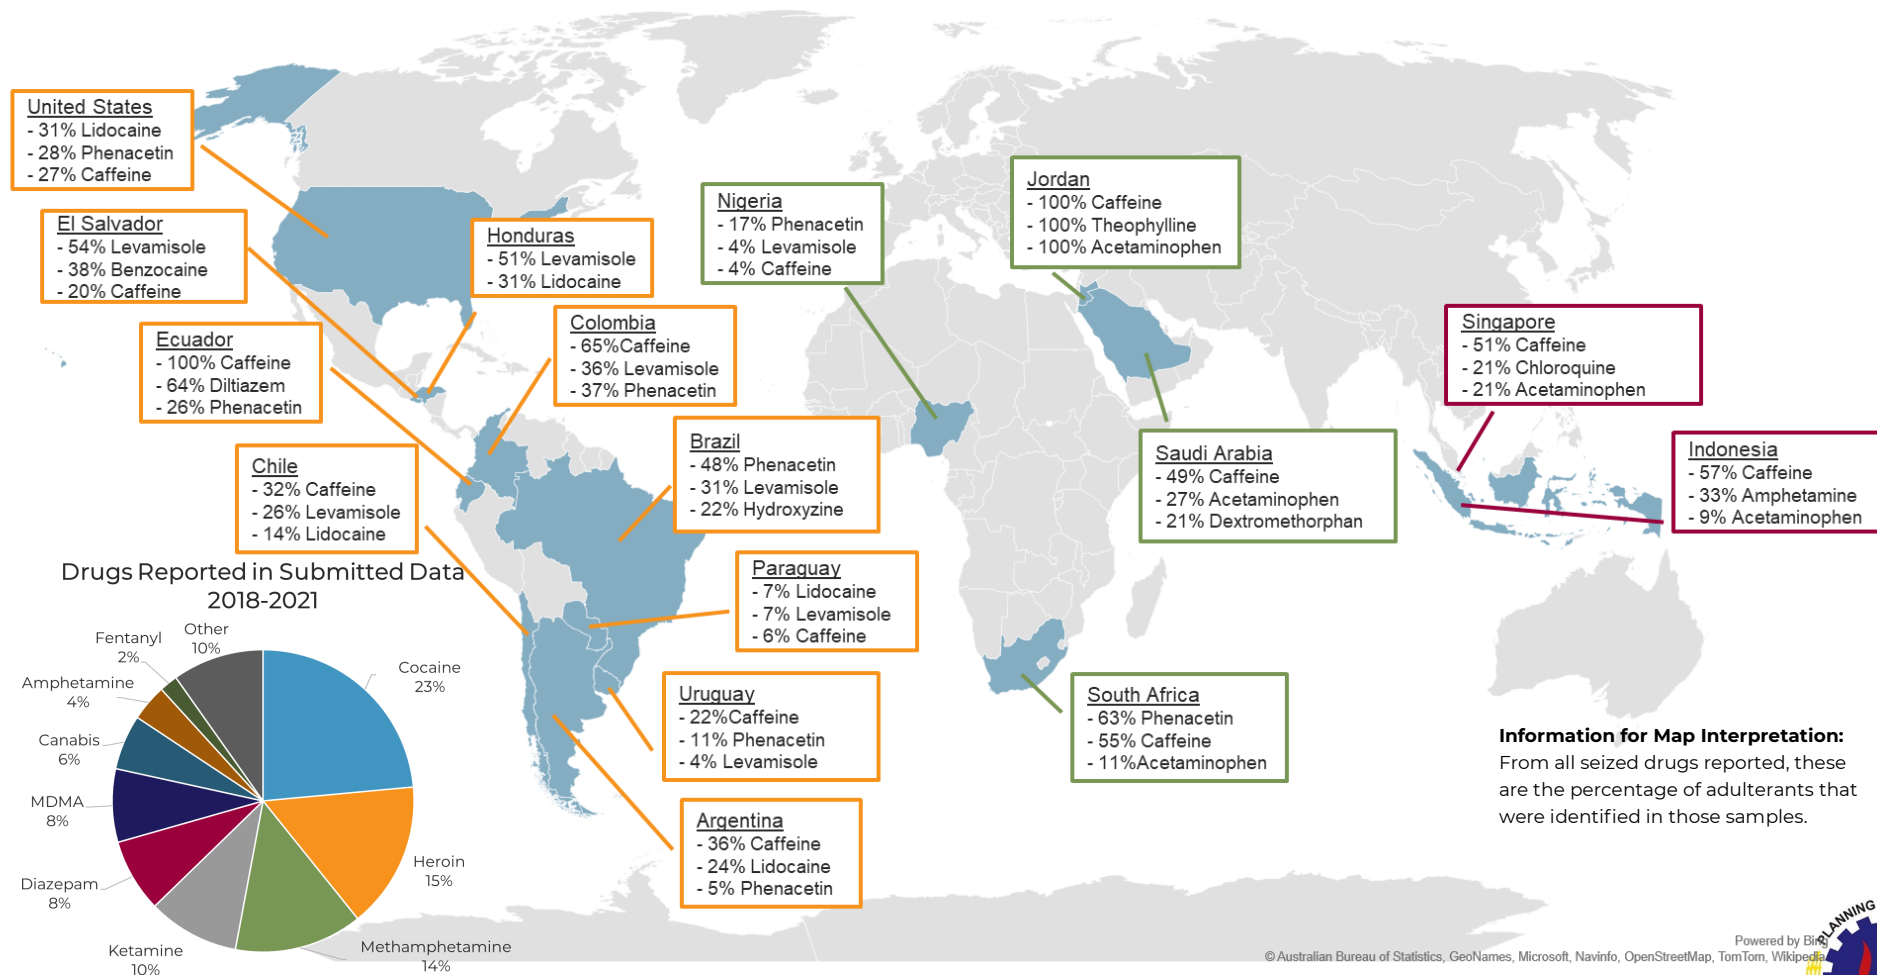 United States
- 31% Lidocaine
- 28% Phenacetin
- 27% Caffeine
El Salvador
- 54% Levamisole
- 38% Benzocaine
- 20% Caffeine
Honduras
- 51% Levamisole
- 31% Lidocaine
Ecuador
- 100% Caffeine
- 64% Diltiazem
- 26% Phenacetin
Colombia
- 65%Caffeine
- 36% Levamisole
- 37% Phenacetin
Chile
- 32% Caffeine
- 26% Levamisole
- 14% Lidocaine
Brazil
- 48% Phenacetin
- 31% Levamisole
- 22% Hydroxyzine
Paraguay
- 7% Lidocaine
- 7% Levamisole
- 6% Caffeine
Uruguay
- 22%Caffeine
- 11% Phenacetin
- 4% Levamisole
Argentina
- 36% Caffeine
- 24% Lidocaine
- 5% Phenacetin
Nigeria
- 17% Phenacetin
- 4% Levamisole
- 4% Caffeine
Jordan
- 100% Caffeine
- 100% Theophylline
- 100% Acetaminophen
Saudi Arabia
- 49% Caffeine
- 27% Acetaminophen
- 21% Dextromethorphan
South Africa
- 63% Phenacetin
- 55% Caffeine
- 11%Acetaminophen
Singapore
- 51% Caffeine
- 21% Chloroquine
- 21% Acetaminophen
Indonesia
- 57% Caffeine
- 33% Amphetamine
- 9% Acetaminophen
Drugs Reported in Submitted Data
2018-2021
Cocaine
23%
Heroin
15%
Methamphetamine
14%
Ketamine
10%
Diazepam
8%
MDMA
8%
Canabis
6%
Amphetamine
4%
Fentanyl
2%
Other
10%
Information for Map Interpretation:
From all seized drugs reported, these
are the percentage of adulterants that
were identified in those samples.
Powered by Bing
© Australian Bureau of Statistics, GeoNames, Microsoft, Navinfo, OpenStreetMap, TomTom, Wikipedia
PLANNING